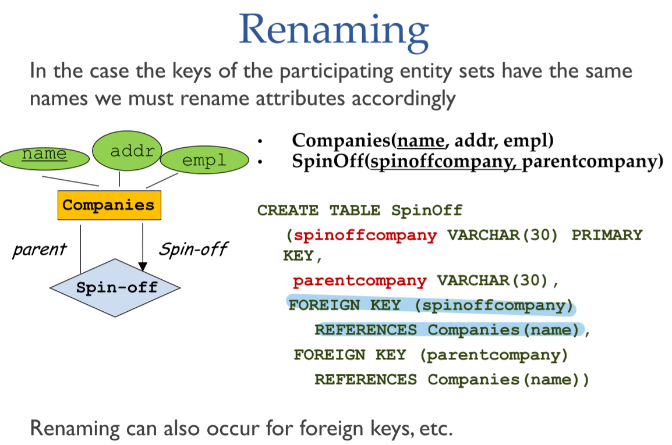 Renaming
In the case the keys of the participating entity sets have the same
names we must rename attributes accordingly
name
addr
empl
Companies
parent
Spin-off
Spin-off
• Companies(name, addr, empl)
• SpinOff(spinoffcompany, parentcompany)
CREATE TABLE SpinOff
(spinoffcompany VARCHAR(30) PRIMARY
KEY,
parentcompany VARCHAR(30),
FOREIGN KEY (spinoffcompany)
REFERENCES Companies(name),
FOREIGN KEY (parentcompany)
REFERENCES Companies(name))
Renaming can also occur for foreign keys, etc.